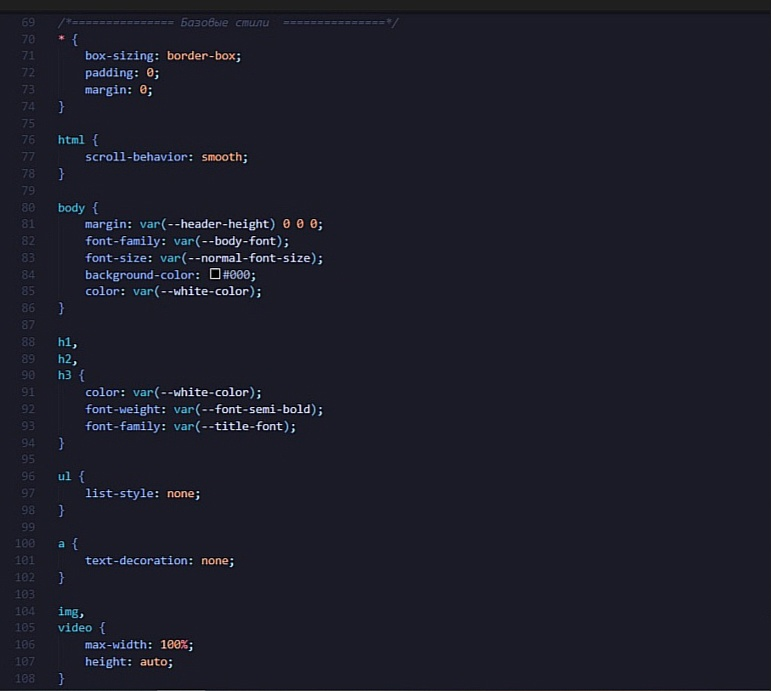 69 /*=============== Базовые стили ===============*/
70 * {
71 box-sizing: border-box;
72 padding: 0;
73 margin: 0;
74 }
75
76 html {
77 scroll-behavior: smooth;
78 }
79
80 body {
81 margin: var(--header-height) 0 0 0;
82 font-family: var(--body-font);
83 font-size: var(--normal-font-size);
84 background-color: #000;
85 color: var(--white-color);
86 }
87
88 h1,
89 h2,
90 h3 {
91 color: var(--white-color);
92 font-weight: var(--font-semi-bold);
93 font-family: var(--title-font);
94 }
95
96 ul {
97 list-style: none;
98 }
99
100 a {
101 text-decoration: none;
102 }
103
104 img,
105 video {
106 max-width: 100%;
107 height: auto;
108 }